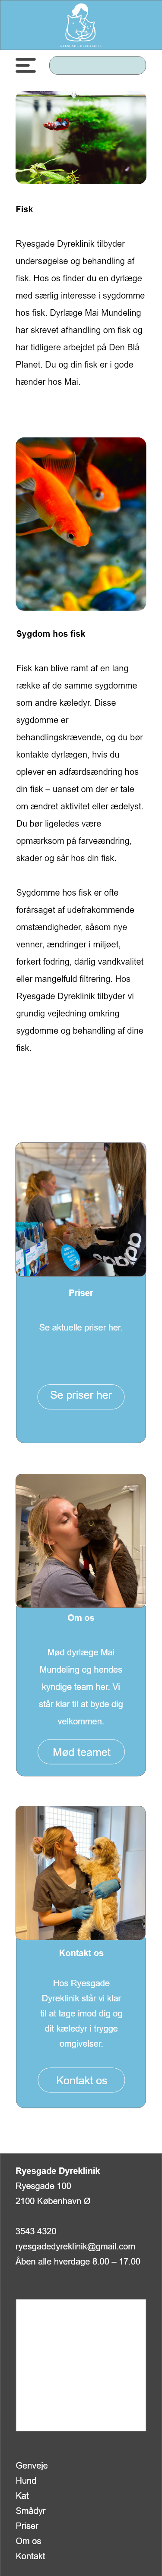 RYESGADE DYREKLINIK
Fisk
Ryesgade Dyreklinik tilbyder
undersøgelse og behandling af
fisk. Hos os finder du en dyrlæge
med særlig interesse i sygdomme
hos fisk. Dyrlæge Mai Mundeling
har skrevet afhandling om fisk og
har tidligere arbejdet på Den Blå
Planet. Du og din fisk er i gode
hænder hos Mai.
Sygdom hos fisk
Fisk kan blive ramt af en lang
række af de samme sygdomme
som andre kæledyr. Disse
sygdomme er
behandlingskrævende, og du bør
kontakte dyrlægen, hvis du
oplever en adfærdsændring hos
din fisk – uanset om der er tale
om ændret aktivitet eller ædelyst.
Du bør ligeledes være
opmærksom på farveændring,
skader og sår hos din fisk.
Sygdomme hos fisk er ofte
forårsaget af udefrakommende
omstændigheder, såsom nye
venner, ændringer i miljøet,
forkert fodring, dårlig vandkvalitet
eller mangelfuld filtrering. Hos
Ryesgade Dyreklinik tilbyder vi
grundig vejledning omkring
sygdomme og behandling af dine
fisk.
Priser
Se aktuelle priser her.
Se priser her
Om os
Mød dyrlæge Mai
Mundeling og hendes
kyndige team her. Vi
står klar til at byde dig
velkommen.
Mød teamet
Kontakt os
Hos Ryesgade
Dyreklinik står vi klar
til at tage imod dig og
dit kæledyr i trygge
omgivelser.
Kontakt os
Ryesgade Dyreklinik
Ryesgade 100
2100 København Ø
3543 4320
ryesgadedyreklinik@gmail.com
Åben alle hverdage 8.00 – 17.00
Genveje
Hund
Kat
Smådyr
Priser
Om os
Kontakt